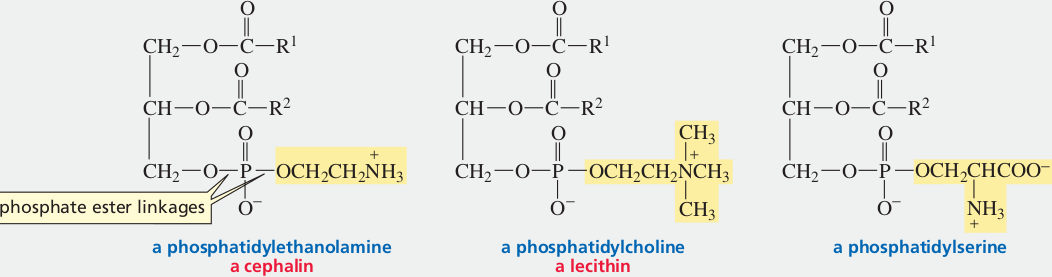 O O O
CH₂—O—C—R¹ CH₂—O—C—R¹ CH₂—O—C—R¹
O O O
CH—O—C—R² CH—O—C—R² CH—O—C—R²
O O CH₃ O
+ +
CH₂—O—P—OCH₂CH₂NH₃ CH₂—O—P—OCH₂CH₂NCH₃ CH₂—O—P—OCH₂CHCOO⁻
phosphate ester linkages O⁻ O⁻ CH₃ O⁻ NH₃
+
a phosphatidylethanolamine a phosphatidylcholine a phosphatidylserine
a cephalin a lecithin